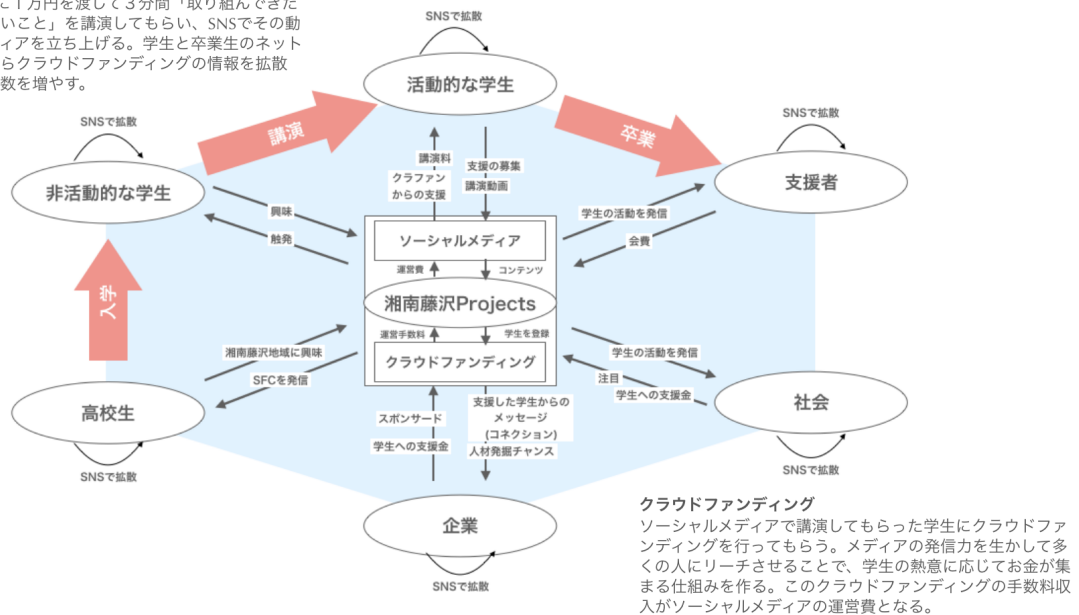 に１万円を渡して３分間「取り組んできた
いこと」を講演してもらい、SNSでその動
ィアを立ち上げる。学生と卒業生のネット
らクラウドファンディングの情報を拡散
数を増やす。
SNSで拡散
活動的な学生
SNSで拡散
講演
卒業
SNSで拡散
非活動的な学生
支援者
講演料
クラファン
からの支援
支援の募集
講演動画
興味
触発
学生の活動を発信
会費
ソーシャルメディア
運営費
コンテンツ
湘南藤沢Projects
運営手数料
学生を登録
クラウドファンディング
入学
湘南藤沢地域に興味
SFCを発信
学生の活動を発信
注目
学生への支援金
高校生
SNSで拡散
社会
SNSで拡散
スポンサード
学生への支援金
支援した学生からの
メッセージ
(コネクション)
人材発掘チャンス
企業
SNSで拡散
クラウドファンディング
ソーシャルメディアで講演してもらった学生にクラウドファ
ンディングを行ってもらう。メディアの発信力を生かして多
くの人にリーチさせることで、学生の熱意に応じてお金が集
まる仕組みを作る。このクラウドファンディングの手数料収
入がソーシャルメディアの運営費となる。